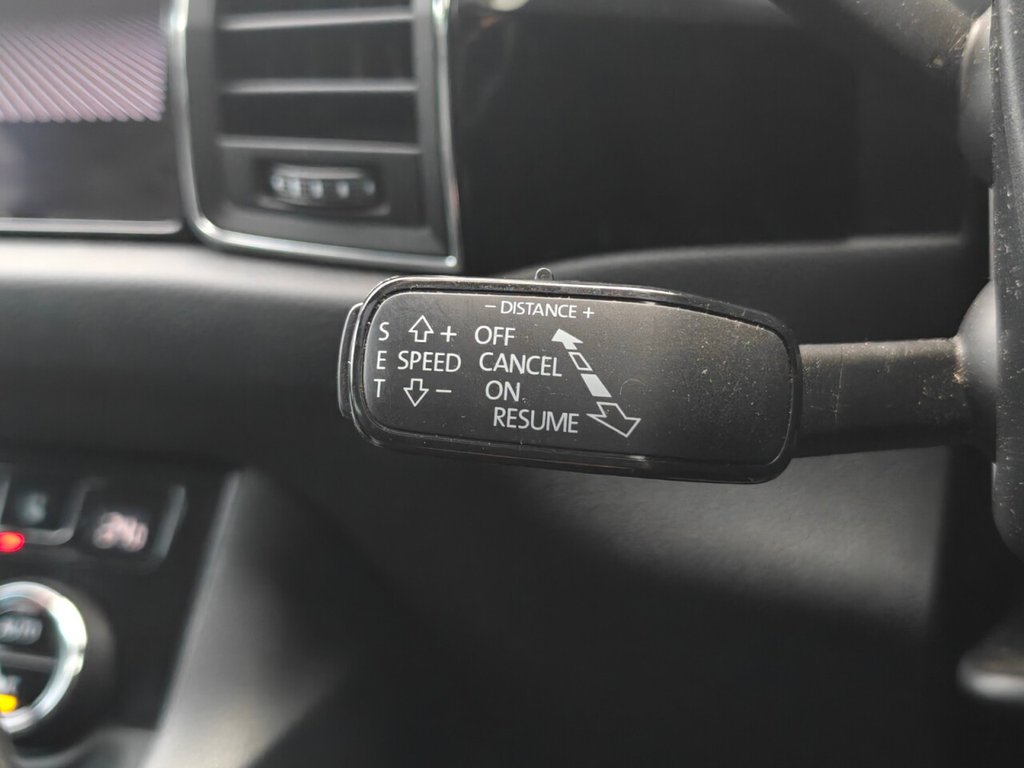 − DISTANCE +
S + OFF
E SPEED CANCEL
T − ON
RESUME